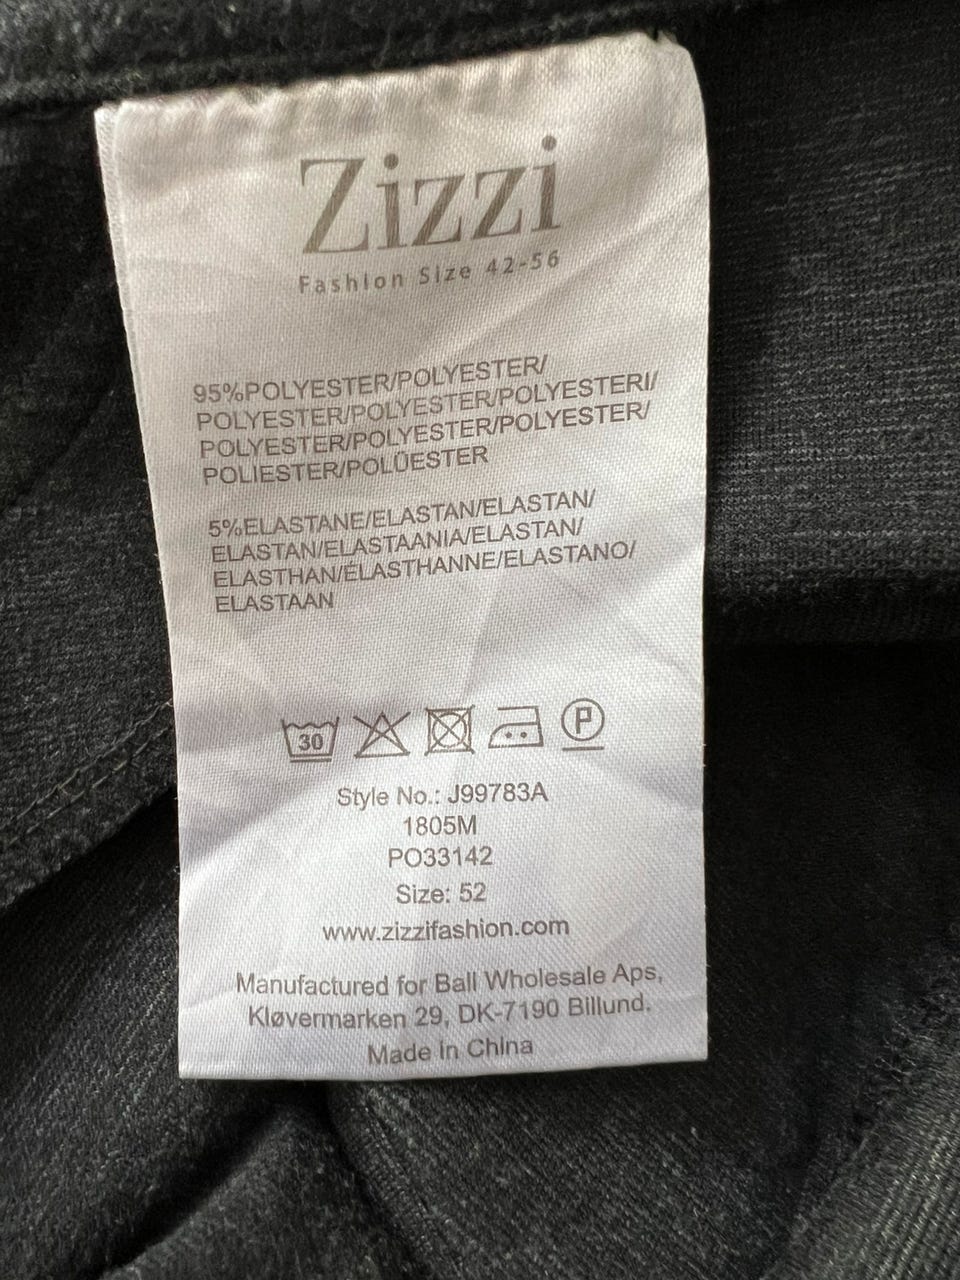 Zizzi
Fashion Size 42-56
95%POLYESTER/POLYESTER/
POLYESTER/POLYESTER/POLYESTERI/
POLYESTER/POLYESTER/POLYESTER/
POLIESTER/POLÜESTER
5%ELASTANE/ELASTAN/ELASTAN/
ELASTAN/ELASTAANIA/ELASTAN/
ELASTHAN/ÉLASTHANNE/ELASTANO/
ELASTAAN
30 P
Style No.: J99783A
1805M
PO33142
Size: 52
www.zizzifashion.com
Manufactured for Ball Wholesale Aps,
Kløvermarken 29, DK-7190 Billund.
Made in China